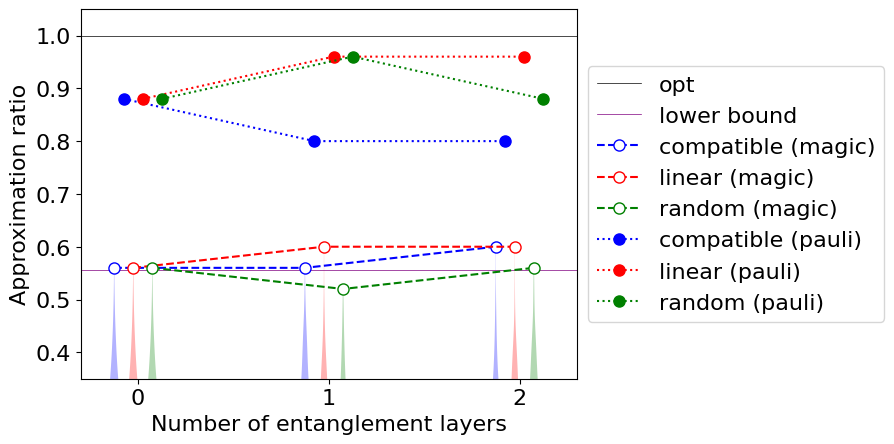 1.0
0.9
0.8
0.7
0.6
0.5
0.4
Approximation ratio
0 1 2
Number of entanglement layers
opt
lower bound
compatible (magic)
linear (magic)
random (magic)
compatible (pauli)
linear (pauli)
random (pauli)